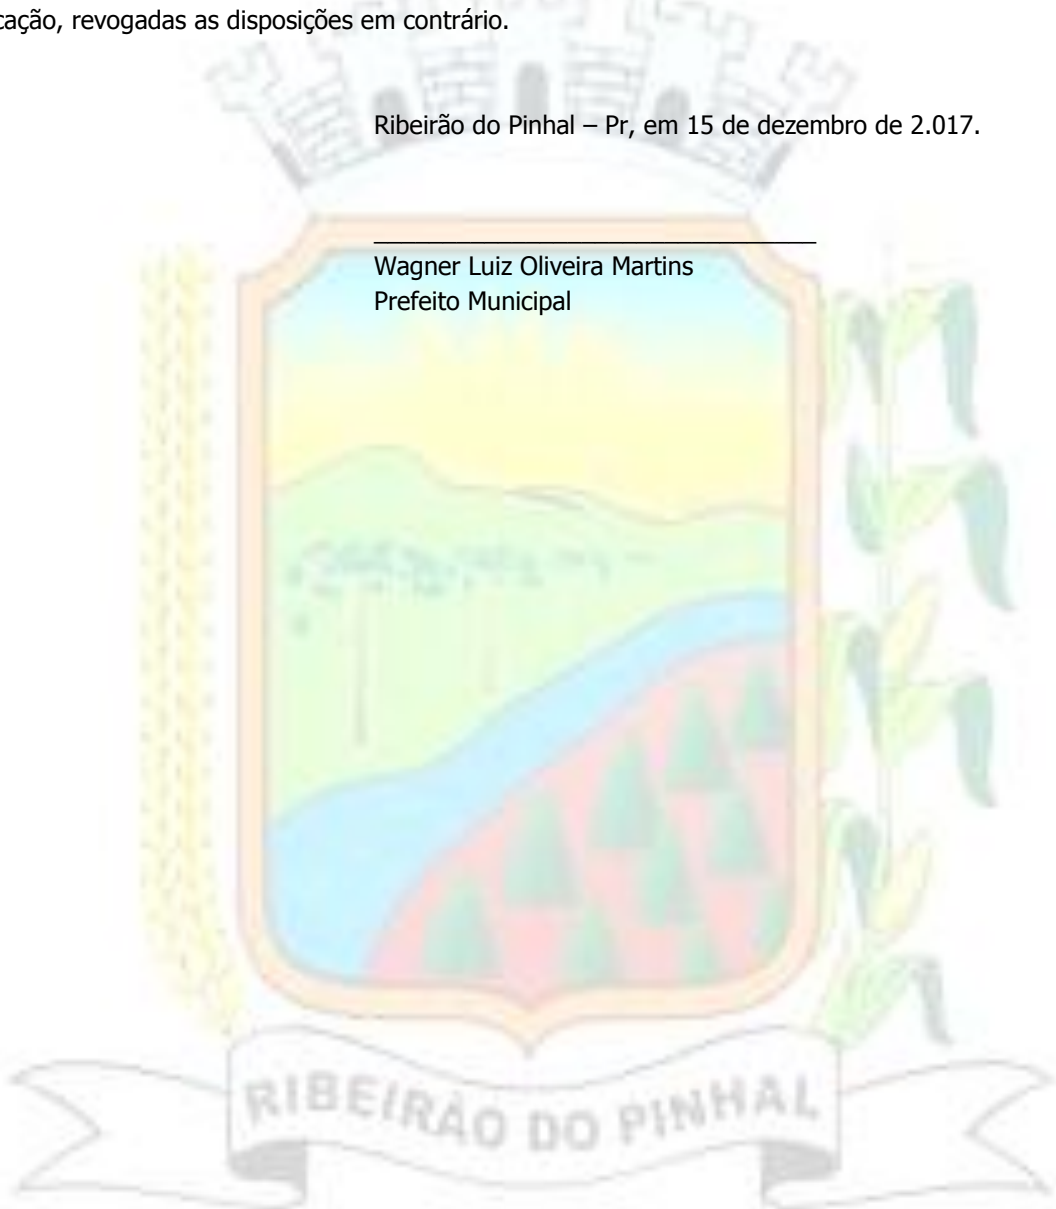 cação, revogadas as disposições em contrário.
Ribeirão do Pinhal – Pr, em 15 de dezembro de 2.017.
Wagner Luiz Oliveira Martins
Prefeito Municipal
RIBEIRÃO DO PINHAL